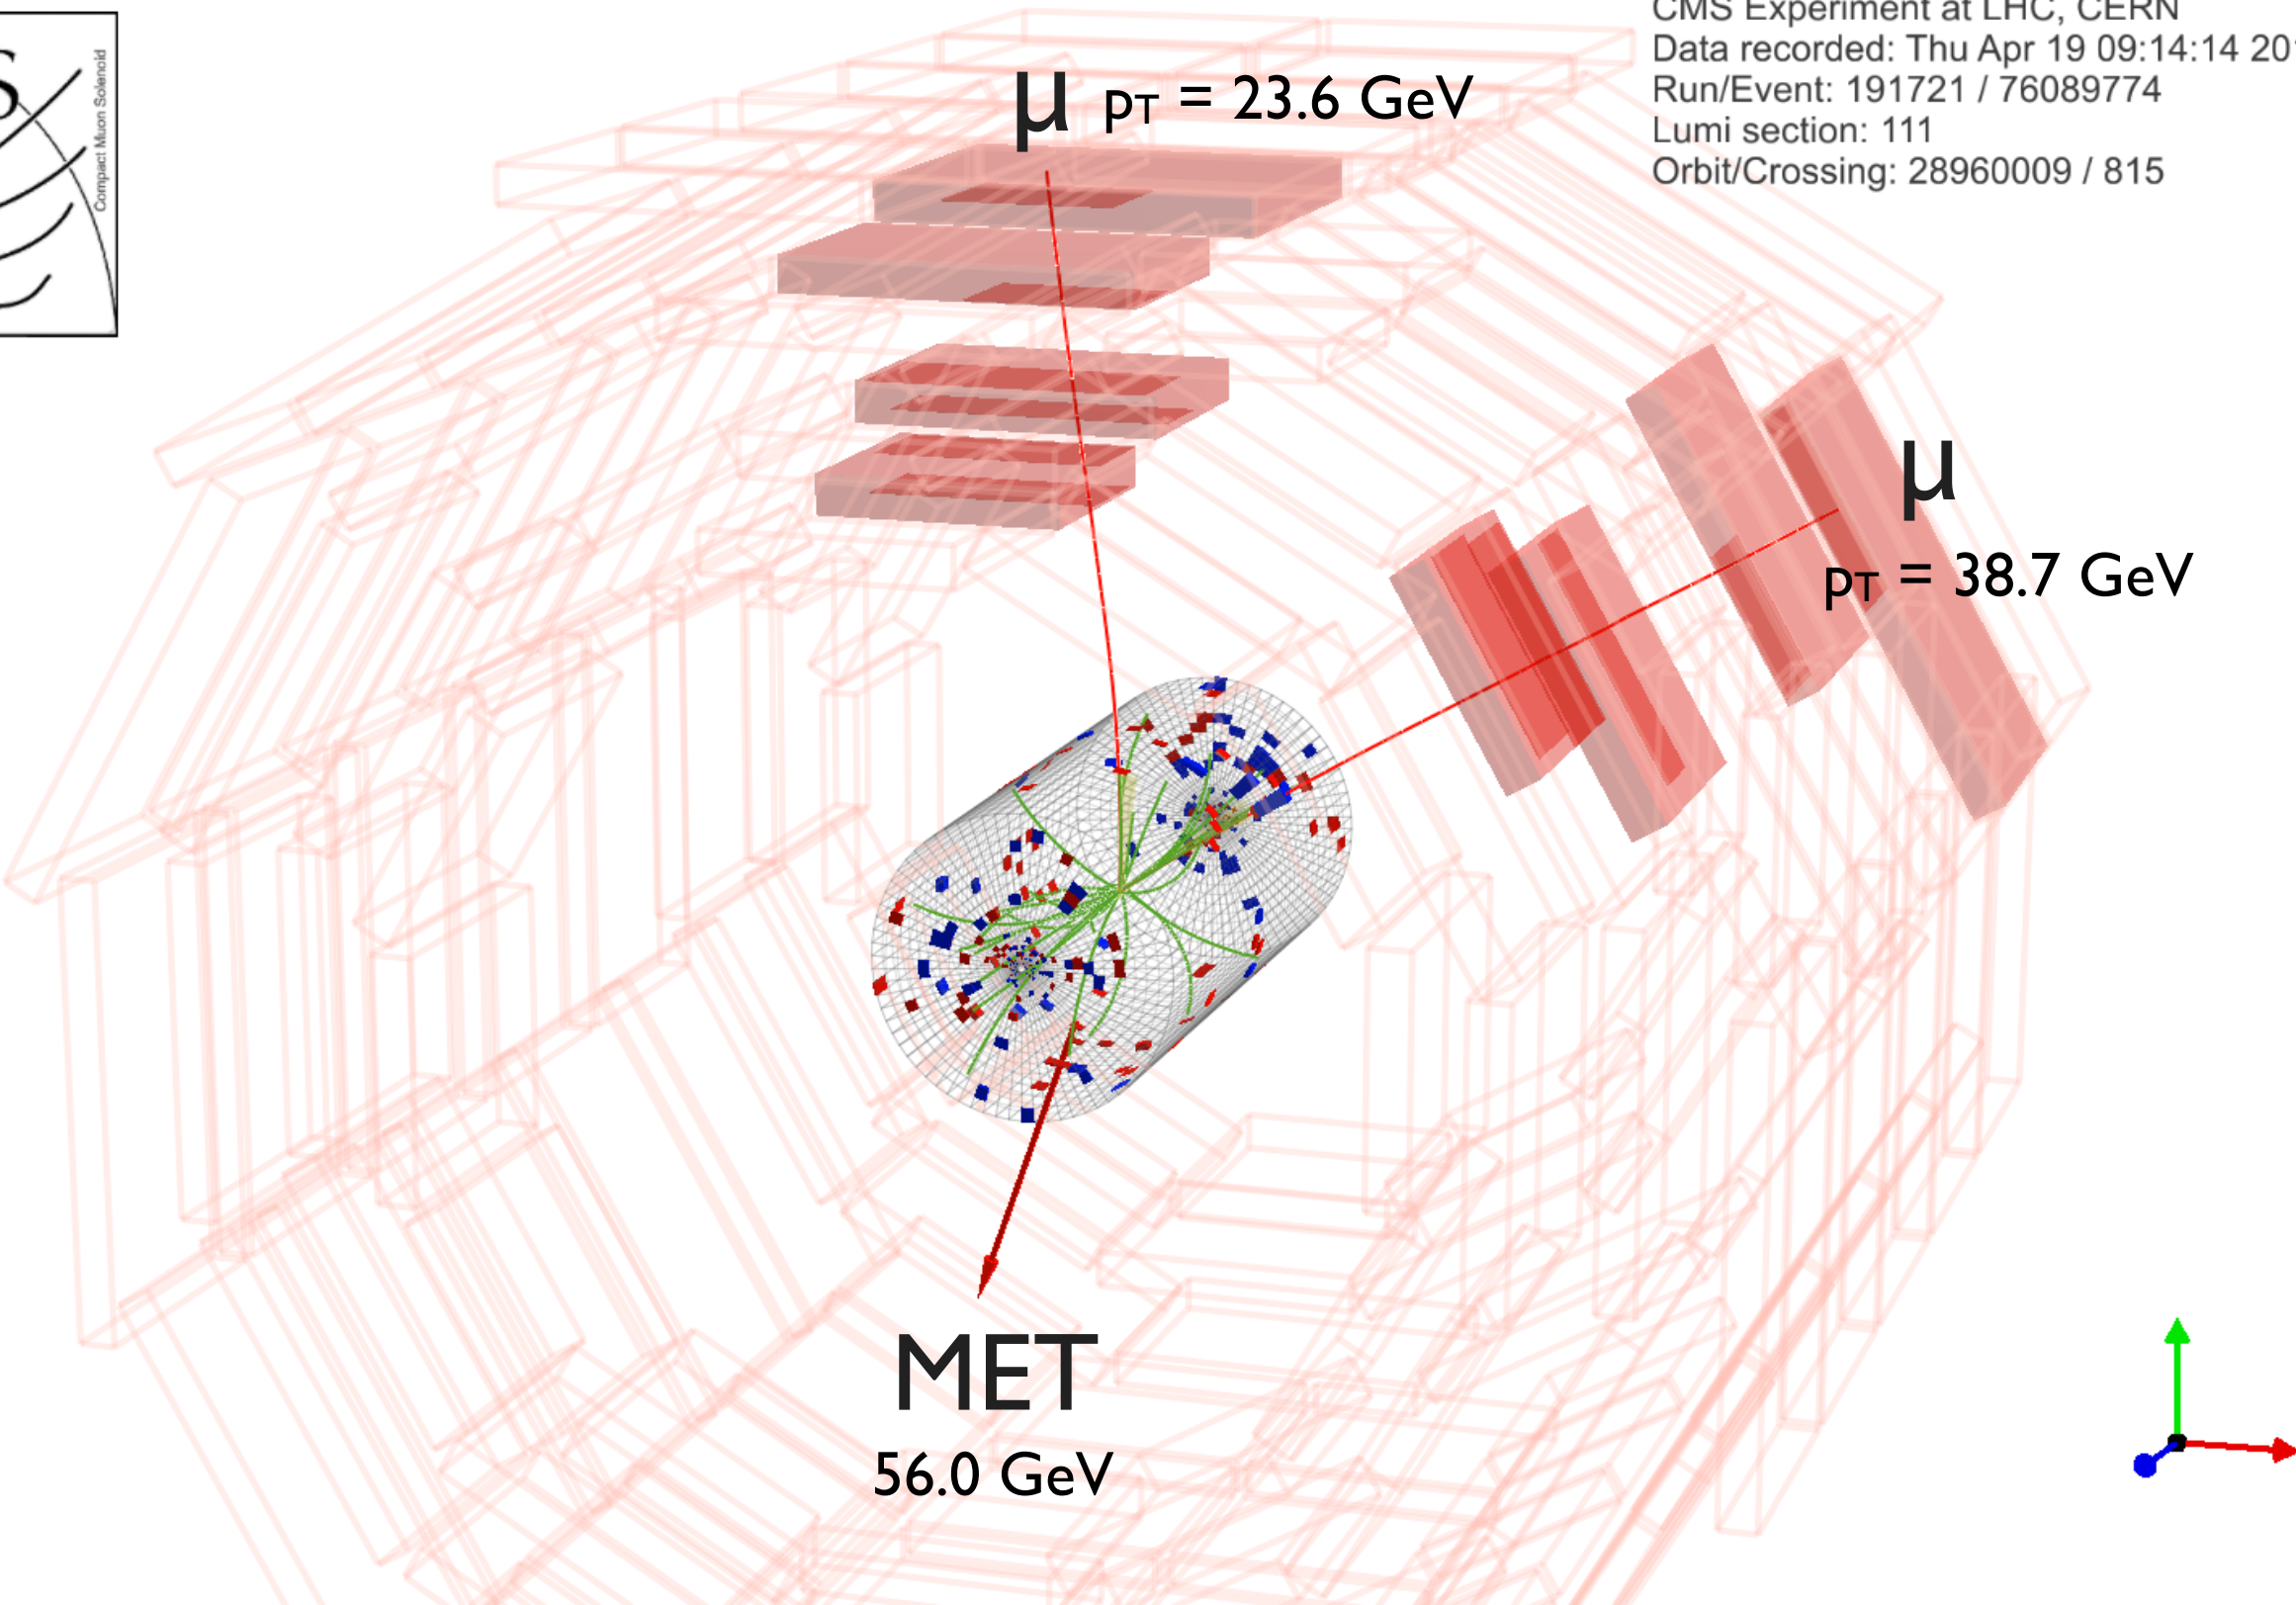 S
Compact Muon Solenoid
CMS Experiment at LHC, CERN
Data recorded: Thu Apr 19 09:14:14 20
Run/Event: 191721 / 76089774
Lumi section: 111
Orbit/Crossing: 28960009 / 815
μ pT = 23.6 GeV
μ
pT = 38.7 GeV
MET
56.0 GeV